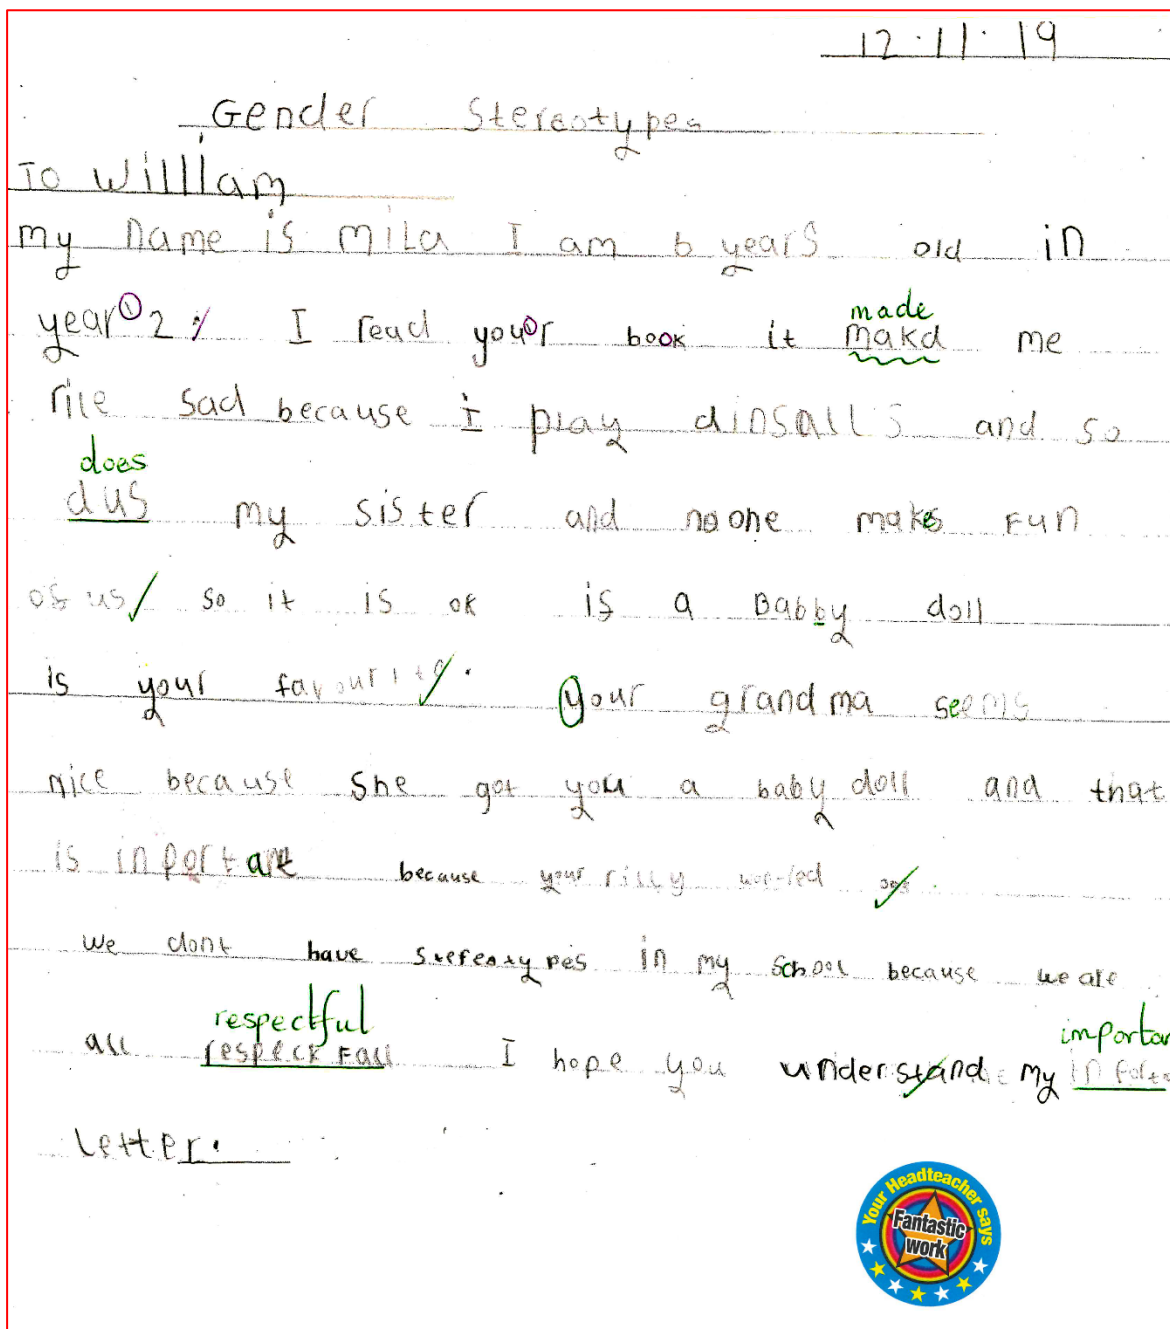 12.11.19
Gender Stereotypes
To William
my name is mila I am 6 years old in
year 2 I read your book it made makd me
rile sad because i play dinsalls and so
does
dus my sister and no one makes Fun
of us so it is ok is a Babby doll
is your favourite. your grandma seems
nice because she got you a baby doll and that
is inportant because your rilly worried
we dont have stereotypes in my school because we are
respectful important
all respeck Fall I hope you understand my
letter.
Your Headteacher says
Fantastic
work